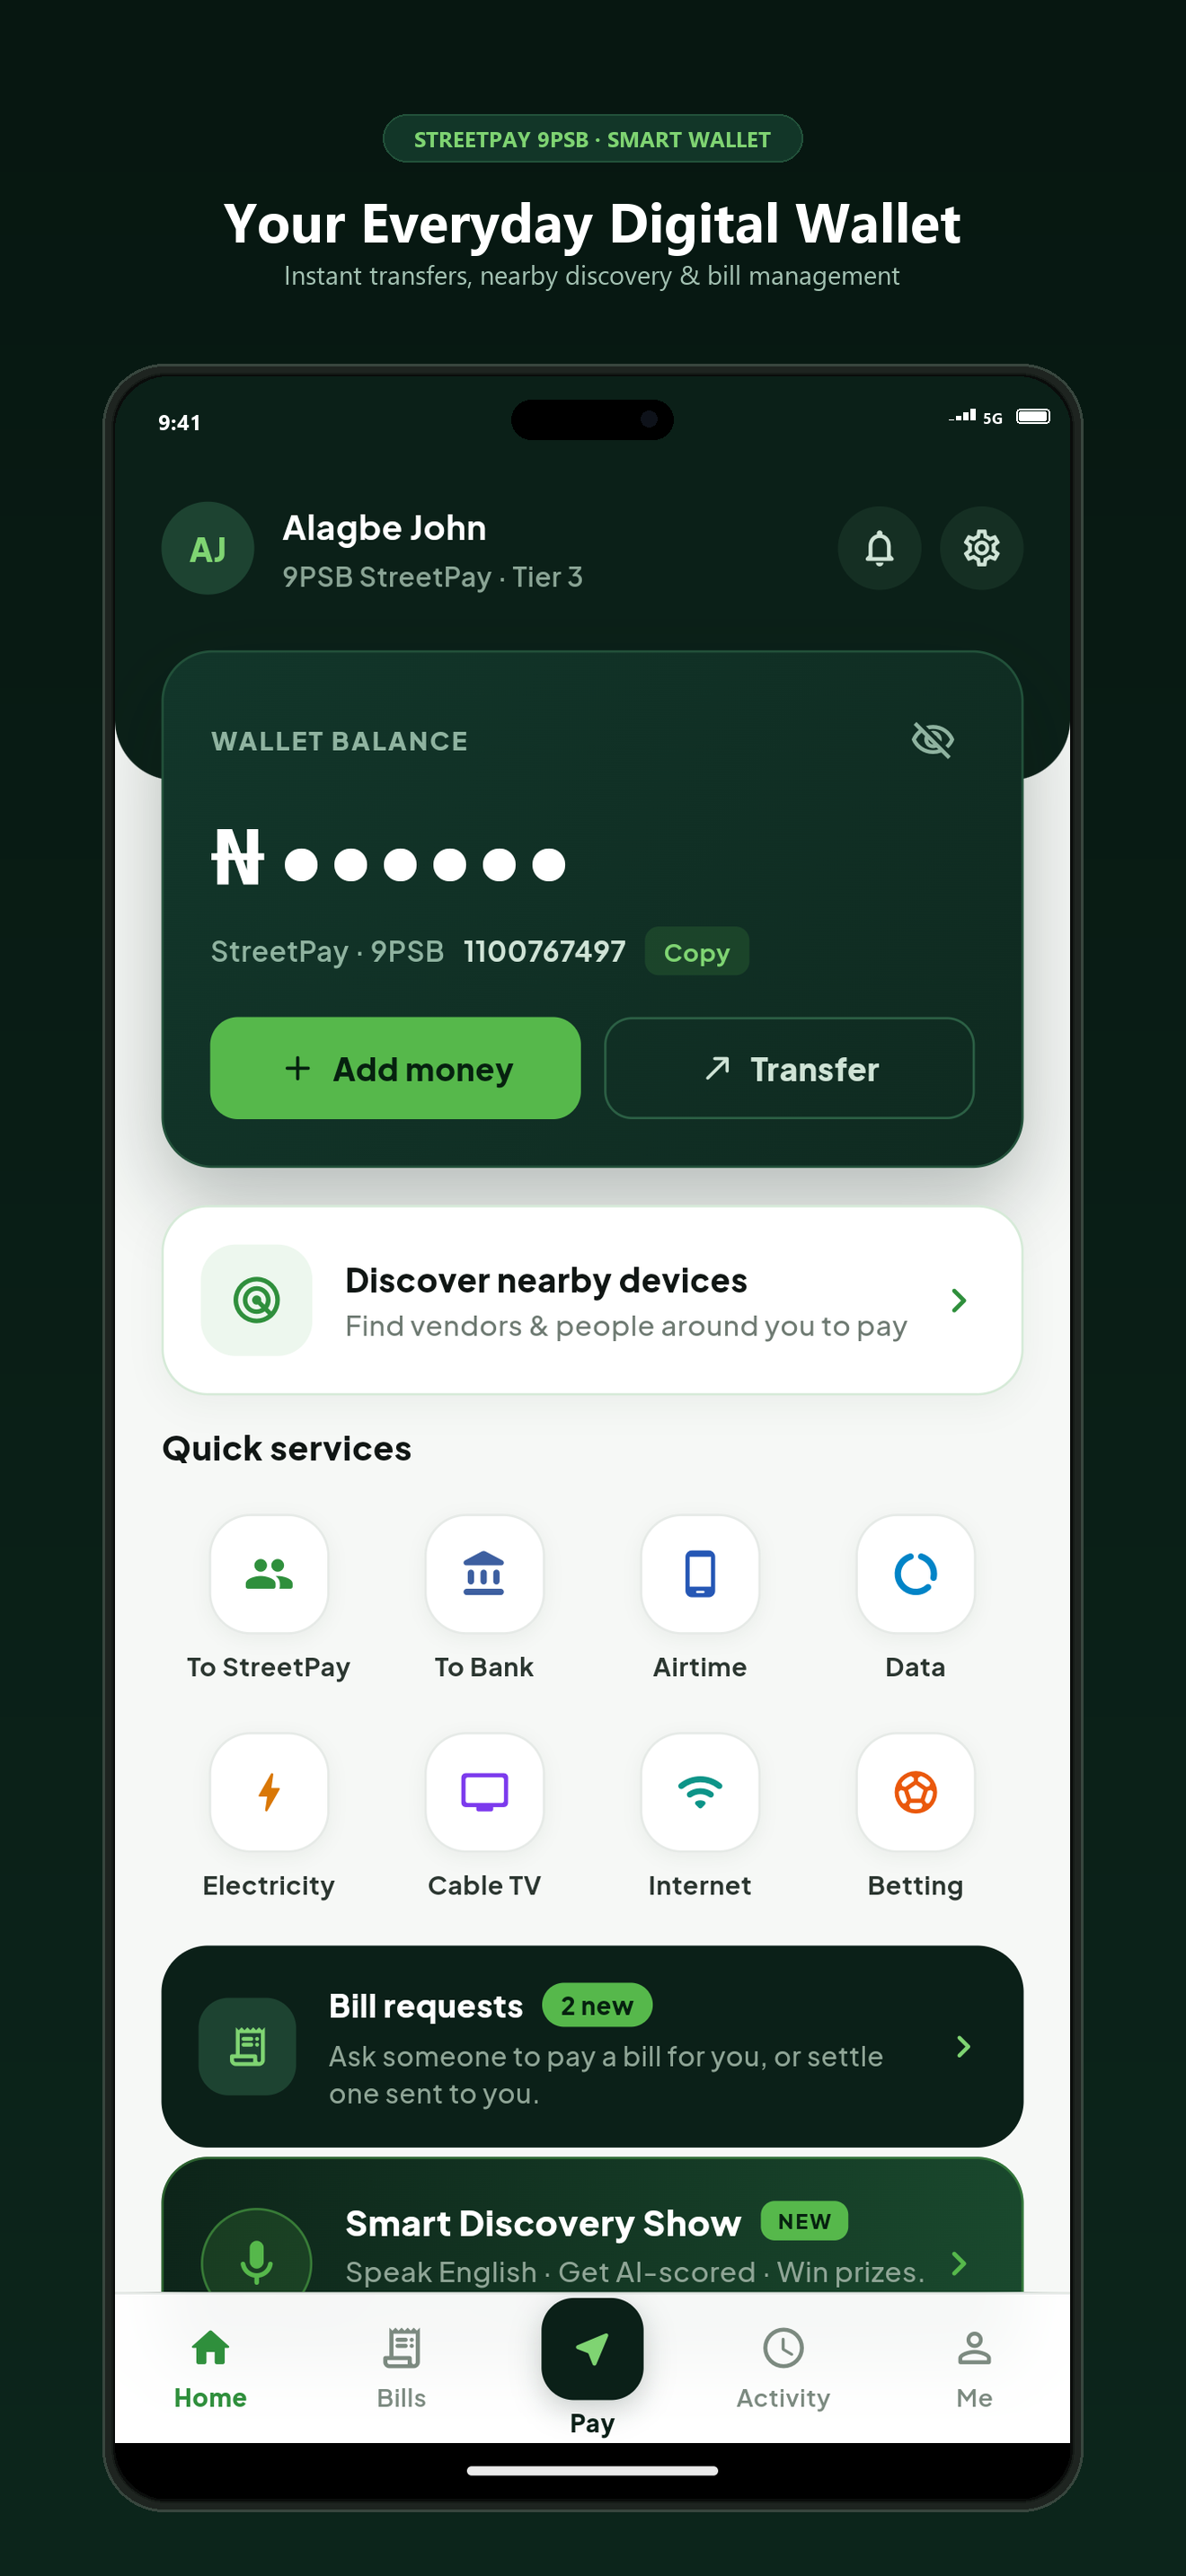 STREETPAY 9PSB · SMART WALLET
Your Everyday Digital Wallet
Instant transfers, nearby discovery & bill management
9:41
5G
AJ
Alagbe John
9PSB StreetPay · Tier 3
WALLET BALANCE
₦ ●●●●●●
StreetPay · 9PSB 1100767497 Copy
+ Add money
Transfer
Discover nearby devices
Find vendors & people around you to pay
Quick services
To StreetPay
To Bank
Airtime
Data
Electricity
Cable TV
Internet
Betting
Bill requests 2 new
Ask someone to pay a bill for you, or settle
one sent to you.
Smart Discovery Show NEW
Speak English · Get AI-scored · Win prizes.
Home
Bills
Pay
Activity
Me